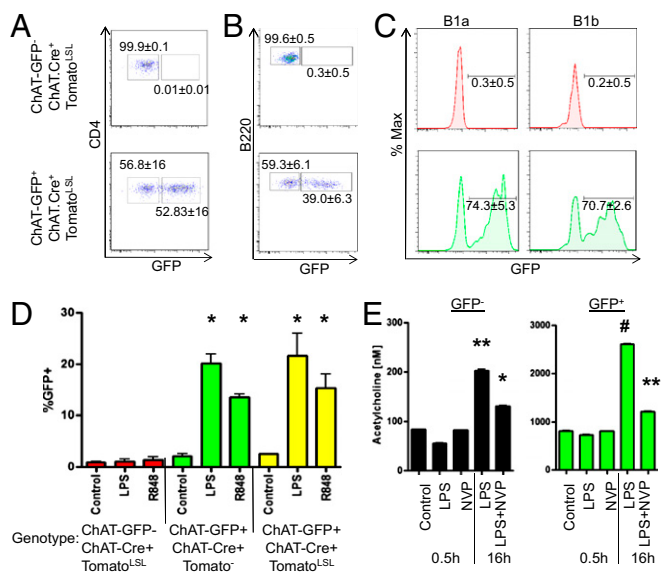 A
ChAT-GFP-
ChAT.Cre+
TomatoLSL
99.9±0.1
0.01±0.01
CD4
ChAT-GFP+
ChAT.Cre+
TomatoLSL
56.8±16
52.83±16
GFP
B
99.6±0.5
0.3±0.5
B220
59.3±6.1
39.0±6.3
GFP
C
B1a
B1b
0.3±0.5
0.2±0.5
% Max
74.3±5.3
70.7±2.6
GFP
D
%GFP+
30
20
10
0
* * * *
Control LPS R848 Control LPS R848 Control LPS R848
Genotype:
ChAT-GFP-
ChAT-Cre+
TomatoLSL
ChAT-GFP+
ChAT-Cre+
Tomato-
ChAT-GFP+
ChAT-Cre+
TomatoLSL
E
GFP-
Acetylcholine [nM]
300
200
100
0
**
*
Control LPS NVP LPS LPS+NVP
0.5h 16h
GFP+
3000
2000
1000
0
#
**
Control LPS NVP LPS LPS+NVP
0.5h 16h